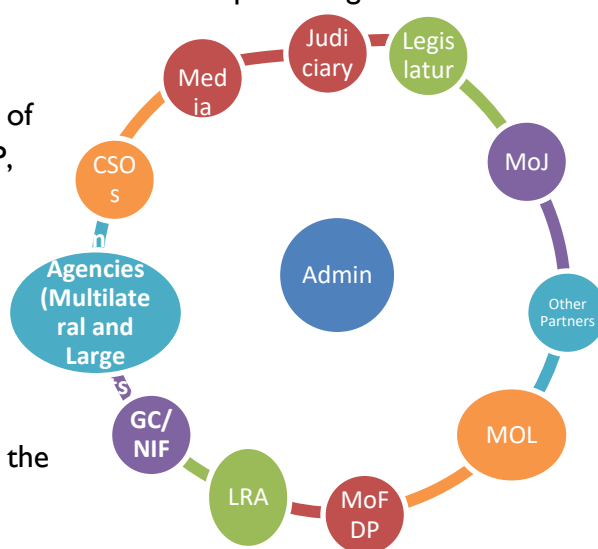 Judi
ciary
Legis
latur
Med
ia
of
P,
CSO
s
MoJ
Agencies
(Multilate
ral and
Large
Admin
Other
Partners
GC/
NIF
MOL
the
LRA
MoF
DP